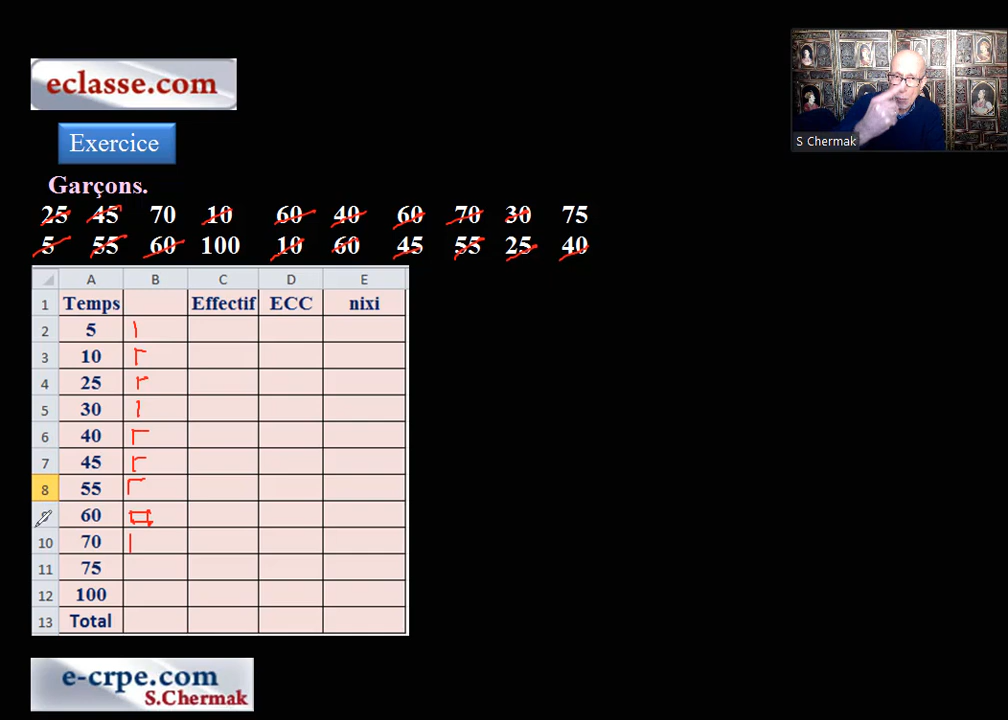 eclasse.com
Exercice
S Chermak
Garçons.
25 45 70 10 60 40 60 70 30 75
5 55 60 100 10 60 45 55 25 40
A B C D E
1 Temps Effectif ECC nixi
2 5
3 10
4 25
5 30
6 40
7 45
8 55
60
10 70
11 75
12 100
13 Total
e-crpe.com
S.Chermak